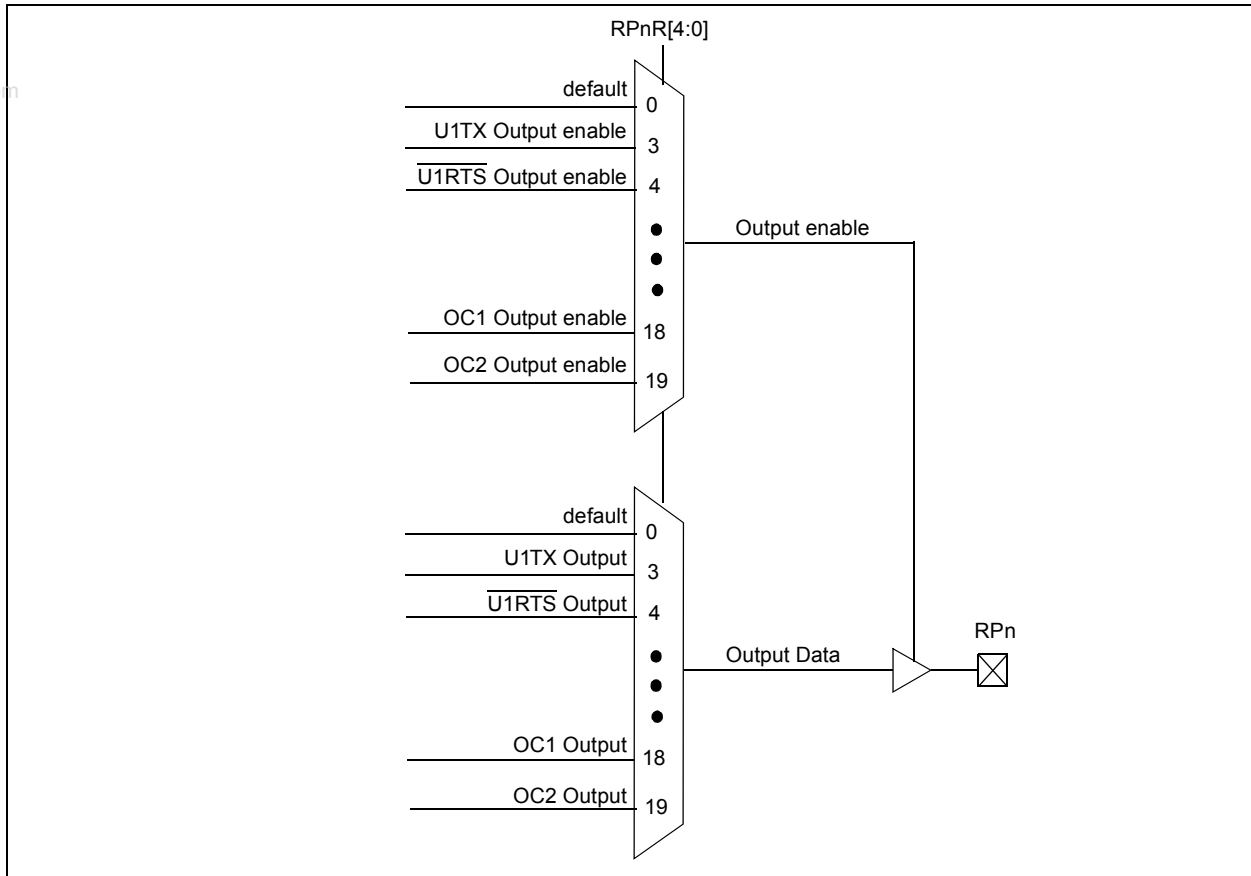 RPnR[4:0]
m
default
0
U1TX Output enable
3
U1RTS Output enable
4
Output enable
OC1 Output enable
18
OC2 Output enable
19
default
0
U1TX Output
3
U1RTS Output
4
RPn
Output Data
OC1 Output
18
OC2 Output
19